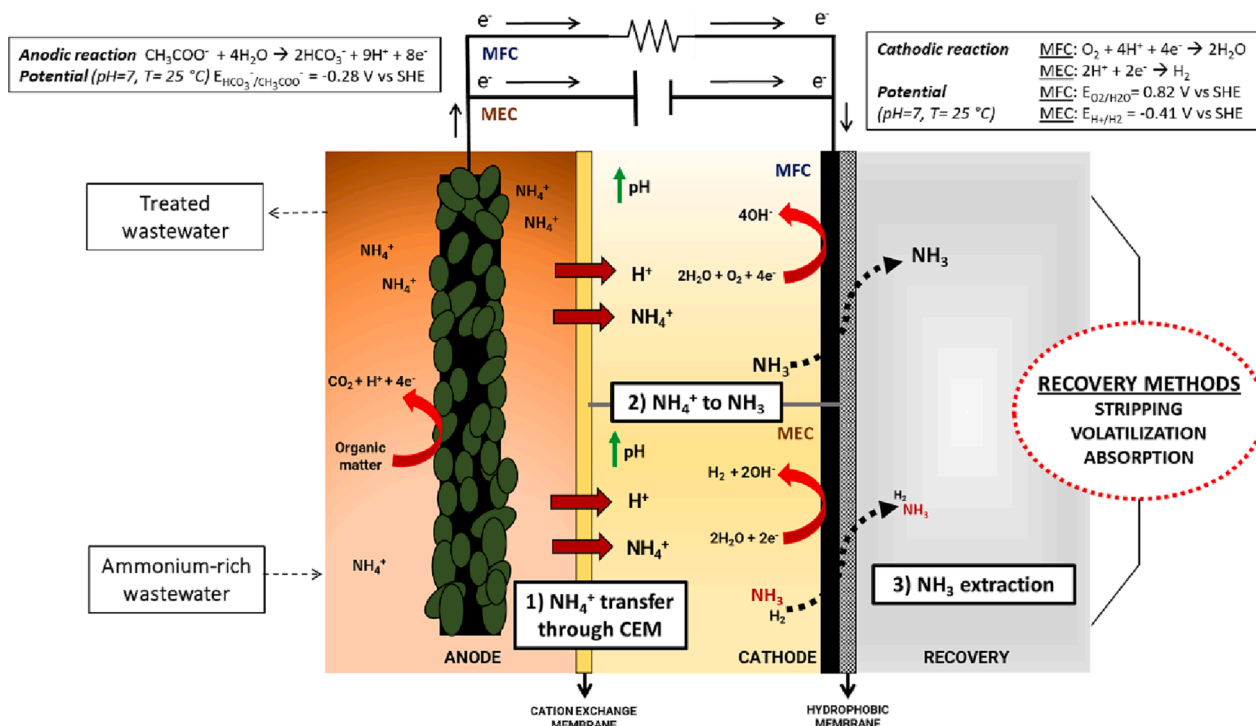 e⁻ e⁻
MFC
e⁻ e⁻
MEC
Anodic reaction CH₃COO⁻ + 4H₂O → 2HCO₃⁻ + 9H⁺ + 8e⁻
Potential (pH=7, T= 25 °C) E HCO₃⁻/CH₃COO⁻ = -0.28 V vs SHE
Cathodic reaction MFC: O₂ + 4H⁺ + 4e⁻ → 2H₂O
MEC: 2H⁺ + 2e⁻ → H₂
Potential MFC: E O2/H2O= 0.82 V vs SHE
(pH=7, T= 25 °C) MEC: E H+/H2 = -0.41 V vs SHE
Treated
wastewater
Ammonium-rich
wastewater
NH₄⁺
NH₄⁺
NH₄⁺
NH₄⁺
CO₂ + H⁺ + 4e⁻
Organic
matter
NH₄⁺
ANODE
pH
MFC
4OH⁻
H⁺
2H₂O + O₂ + 4e⁻
NH₄⁺
NH₃
NH₃
2) NH₄⁺ to NH₃
MEC
pH
H₂ + 2OH⁻
H⁺
2H₂O + 2e⁻
NH₄⁺
H₂
NH₃
NH₃
H₂
1) NH₄⁺ transfer
through CEM
3) NH₃ extraction
CATHODE
RECOVERY
RECOVERY METHODS
STRIPPING
VOLATILIZATION
ABSORPTION
CATION EXCHANGE
MEMBRANE
HYDROPHOBIC
MEMBRANE